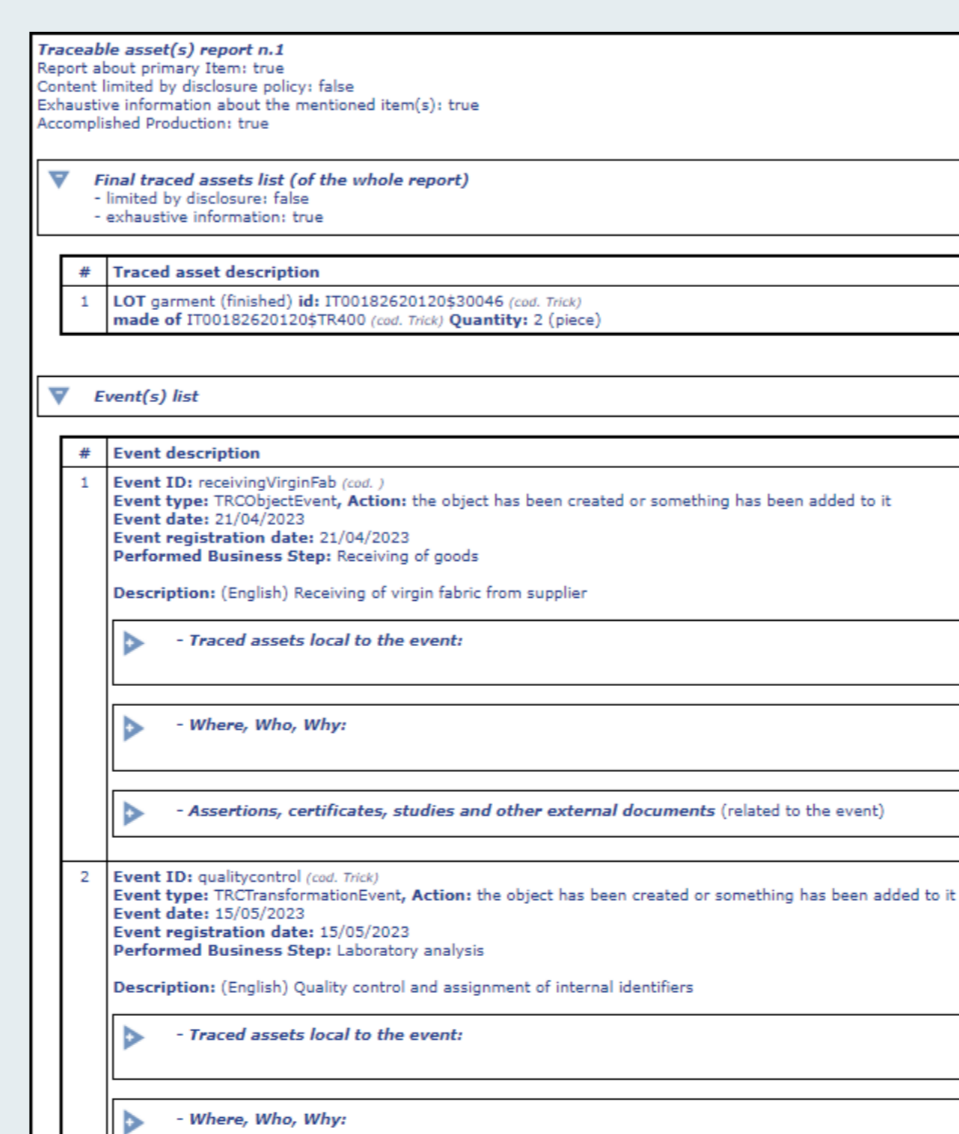 Traceable asset(s) report n.1
Report about primary Item: true
Content limited by disclosure policy: false
Exhaustive information about the mentioned item(s): true
Accomplished Production: true
Final traced assets list (of the whole report)
- limited by disclosure: false
- exhaustive information: true
# Traced asset description
1 LOT garment (finished) id: IT00182620120$30046 (cod. Trick)
made of IT00182620120$TR400 (cod. Trick) Quantity: 2 (piece)
Event(s) list
# Event description
1 Event ID: receivingVirginFab (cod. )
Event type: TRCObjectEvent, Action: the object has been created or something has been added to it
Event date: 21/04/2023
Event registration date: 21/04/2023
Performed Business Step: Receiving of goods
Description: (English) Receiving of virgin fabric from supplier
- Traced assets local to the event:
- Where, Who, Why:
- Assertions, certificates, studies and other external documents (related to the event)
2 Event ID: qualitycontrol (cod. Trick)
Event type: TRCTransformationEvent, Action: the object has been created or something has been added to it
Event date: 15/05/2023
Event registration date: 15/05/2023
Performed Business Step: Laboratory analysis
Description: (English) Quality control and assignment of internal identifiers
- Traced assets local to the event:
- Where, Who, Why: